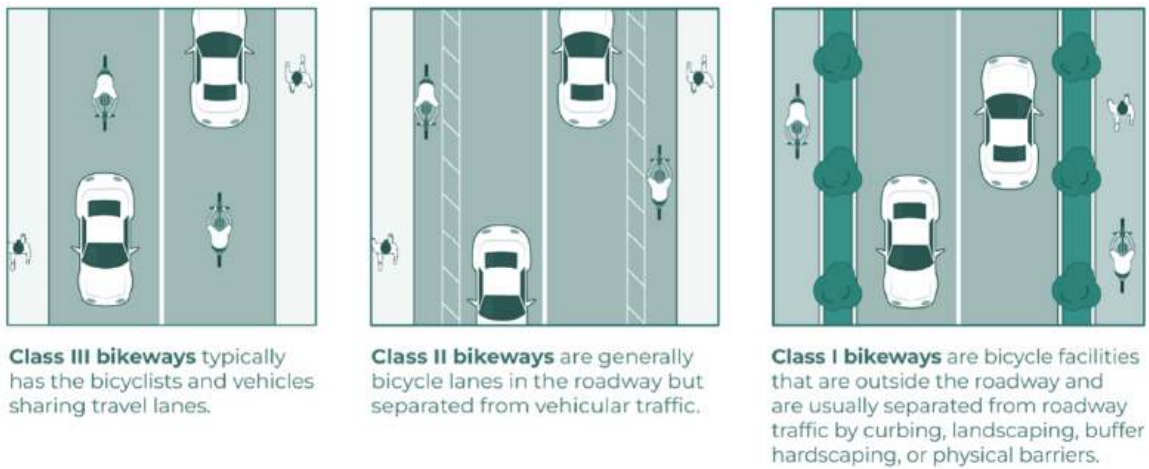 Class III bikeways typically
has the bicyclists and vehicles
sharing travel lanes.
Class II bikeways are generally
bicycle lanes in the roadway but
separated from vehicular traffic.
Class I bikeways are bicycle facilities
that are outside the roadway and
are usually separated from roadway
traffic by curbing, landscaping, buffer
hardscaping, or physical barriers.